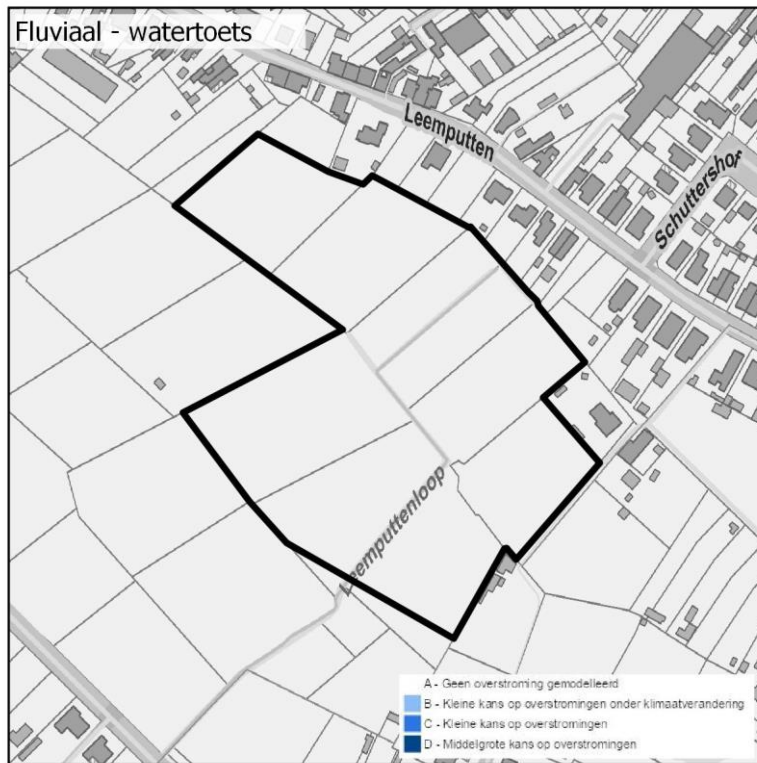 Fluviaal - watertoets
Leemputten
Schuttershof
Leemputtenloop
A - Geen overstroming gemodelleerd
B - Kleine kans op overstromingen onder klimaatverandering
C - Kleine kans op overstromingen
D - Middelgrote kans op overstromingen